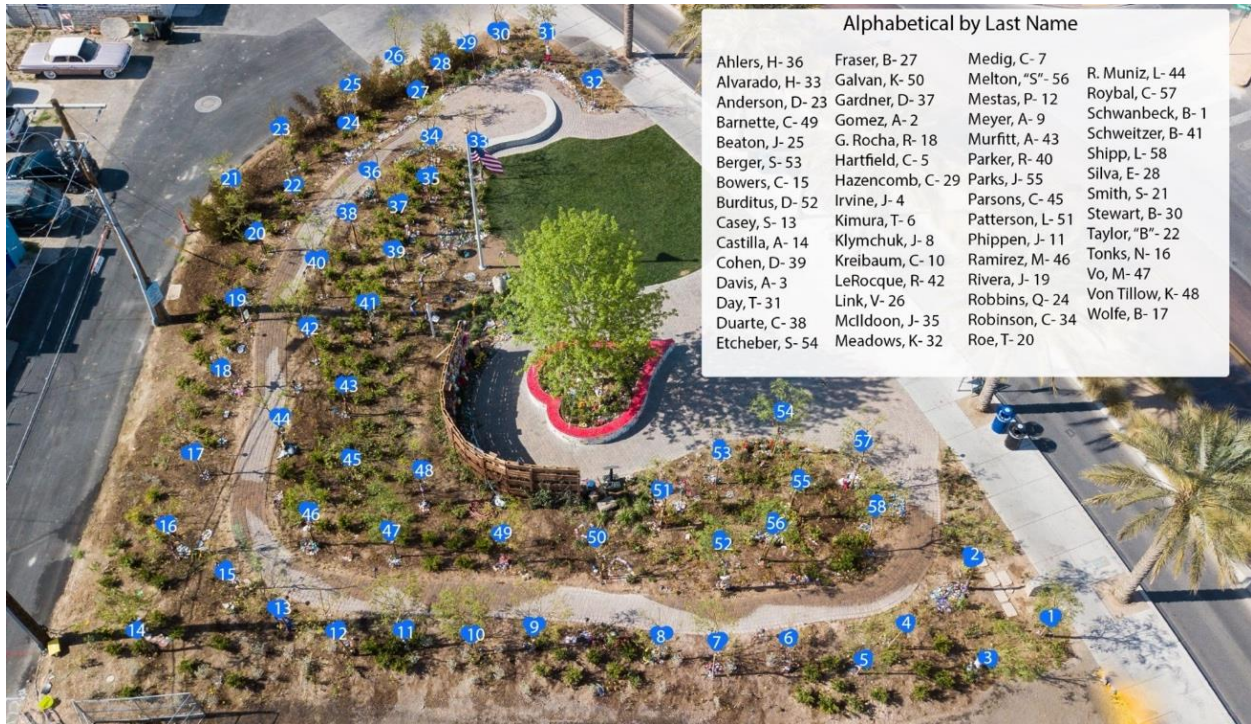 Alphabetical by Last Name
Ahlers, H- 36
Alvarado, H- 33
Anderson, D- 23
Barnette, C- 49
Beaton, J- 25
Berger, S- 53
Bowers, C- 15
Burditus, D- 52
Casey, S- 13
Castilla, A- 14
Cohen, D- 39
Davis, A- 3
Day, T- 31
Duarte, C- 38
Etcheber, S- 54
Fraser, B- 27
Galvan, K- 50
Gardner, D- 37
Gomez, A- 2
G. Rocha, R- 18
Hartfield, C- 5
Hazencomb, C- 29
Irvine, J- 4
Kimura, T- 6
Klymchuk, J- 8
Kreibaum, C- 10
LeRocque, R- 42
Link, V- 26
McIldoon, J- 35
Meadows, K- 32
Medig, C- 7
Melton, "S"- 56
Mestas, P- 12
Meyer, A- 9
Murfitt, A- 43
Parker, R- 40
Parks, J- 55
Parsons, C- 45
Patterson, L- 51
Phippen, J- 11
Ramirez, M- 46
Rivera, J- 19
Robbins, Q- 24
Robinson, C- 34
Roe, T- 20
R. Muniz, L- 44
Roybal, C- 57
Schwanbeck, B- 1
Schweitzer, B- 41
Shipp, L- 58
Silva, E- 28
Smith, S- 21
Stewart, B- 30
Taylor, "B"- 22
Tonks, N- 16
Vo, M- 47
Von Tillow, K- 48
Wolfe, B- 17
30
31
29
26
28
32
25
27
24
23
34
33
36
35
21
22
37
38
20
39
40
19
41
42
18
43
44
54
57
17
45
53
48
55
51
58
46
16
56
47
49
50
52
2
15
13
1
4
14
12
11
10
9
8
7
6
5
3